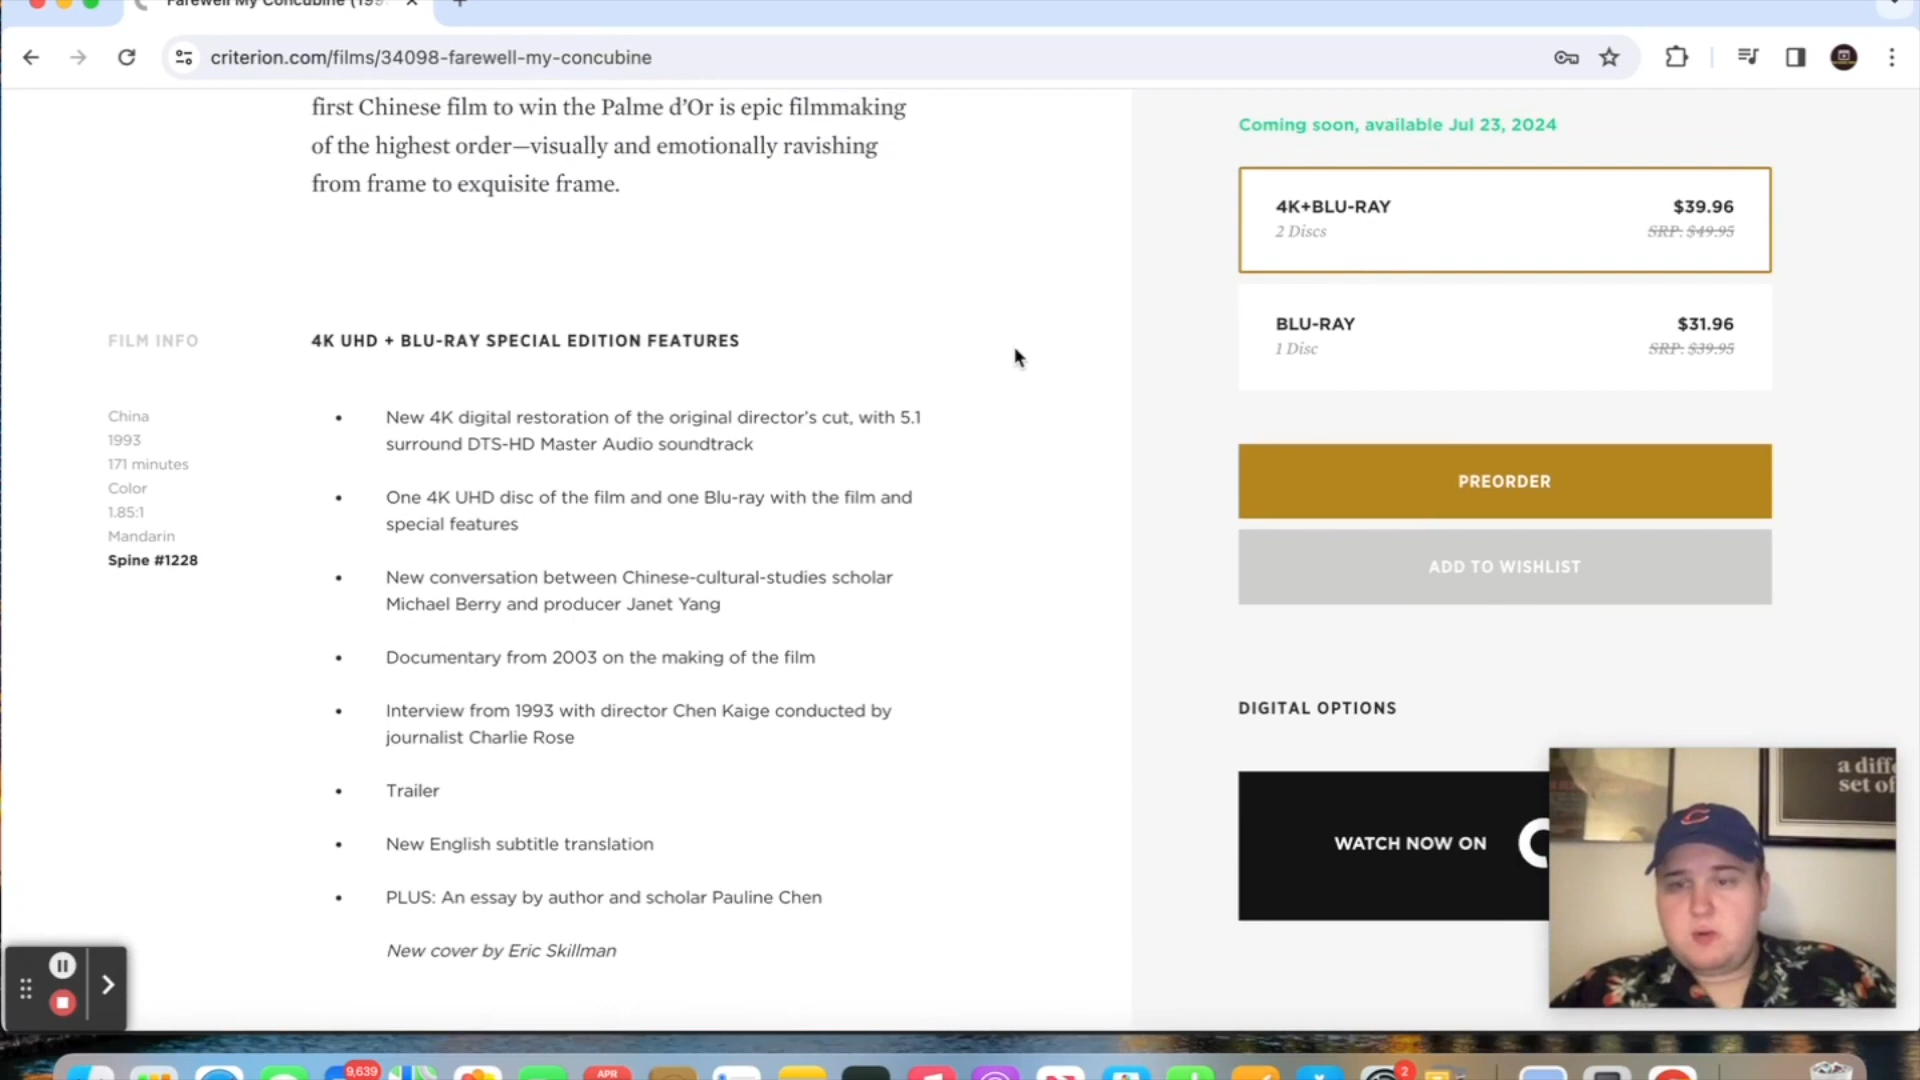 Farewell My Concubine (199
criterion.com/films/34098-farewell-my-concubine
first Chinese film to win the Palme d’Or is epic filmmaking
of the highest order—visually and emotionally ravishing
from frame to exquisite frame.
FILM INFO
China
1993
171 minutes
Color
1.85:1
Mandarin
Spine #1228
4K UHD + BLU-RAY SPECIAL EDITION FEATURES
• New 4K digital restoration of the original director’s cut, with 5.1
surround DTS-HD Master Audio soundtrack
• One 4K UHD disc of the film and one Blu-ray with the film and
special features
• New conversation between Chinese-cultural-studies scholar
Michael Berry and producer Janet Yang
• Documentary from 2003 on the making of the film
• Interview from 1993 with director Chen Kaige conducted by
journalist Charlie Rose
• Trailer
• New English subtitle translation
• PLUS: An essay by author and scholar Pauline Chen
New cover by Eric Skillman
Coming soon, available Jul 23, 2024
4K+BLU-RAY $39.96
2 Discs SRP: $49.95
BLU-RAY $31.96
1 Disc SRP: $39.95
PREORDER
ADD TO WISHLIST
DIGITAL OPTIONS
WATCH NOW ON
a diffe
set of
C
9,639
APR
2